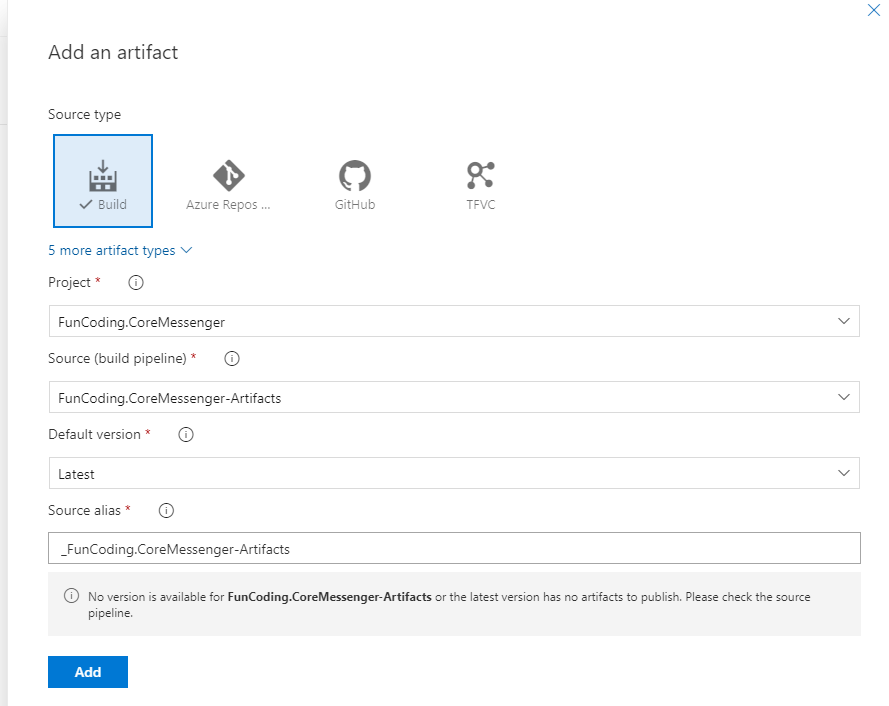 Add an artifact
Source type
Build
Azure Repos ...
GitHub
TFVC
5 more artifact types
Project *
FunCoding.CoreMessenger
Source (build pipeline) *
FunCoding.CoreMessenger-Artifacts
Default version *
Latest
Source alias *
_FunCoding.CoreMessenger-Artifacts
No version is available for FunCoding.CoreMessenger-Artifacts or the latest version has no artifacts to publish. Please check the source
pipeline.
Add